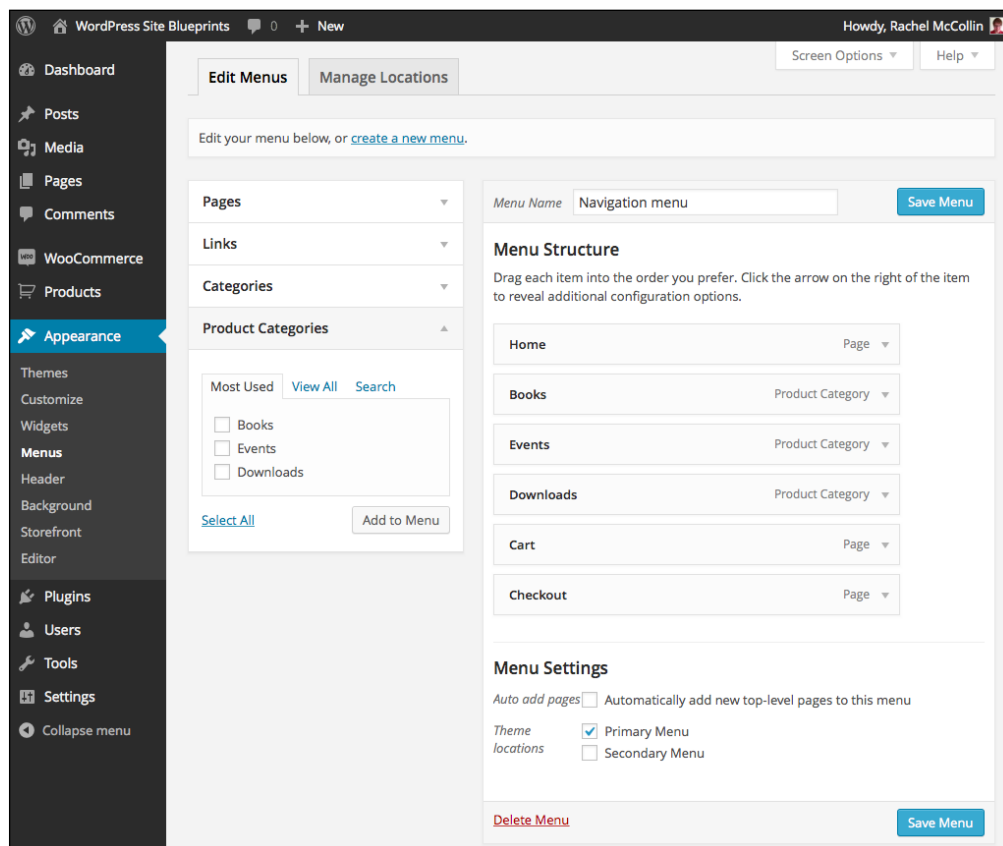 WordPress Site Blueprints 0 + New Howdy, Rachel McCollin
Dashboard
Posts
Media
Pages
Comments
WooCommerce
Products
Appearance
Themes
Customize
Widgets
Menus
Header
Background
Storefront
Editor
Plugins
Users
Tools
Settings
Collapse menu
Screen Options Help
Edit Menus Manage Locations
Edit your menu below, or create a new menu.
Pages
Links
Categories
Product Categories
Most Used View All Search
Books
Events
Downloads
Select All Add to Menu
Menu Name Navigation menu Save Menu
Menu Structure
Drag each item into the order you prefer. Click the arrow on the right of the item
to reveal additional configuration options.
Home Page
Books Product Category
Events Product Category
Downloads Product Category
Cart Page
Checkout Page
Menu Settings
Auto add pages Automatically add new top-level pages to this menu
Theme Primary Menu
locations Secondary Menu
Delete Menu Save Menu